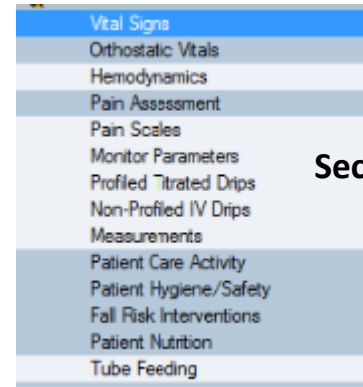 Vital Signs
Orthostatic Vitals
Hemodynamics
Pain Assessment
Pain Scales
Monitor Parameters
Profiled Titrated Drips
Non-Profiled IV Drips
Measurements
Patient Care Activity
Patient Hygiene/Safety
Fall Risk Interventions
Patient Nutrition
Tube Feeding
Sec